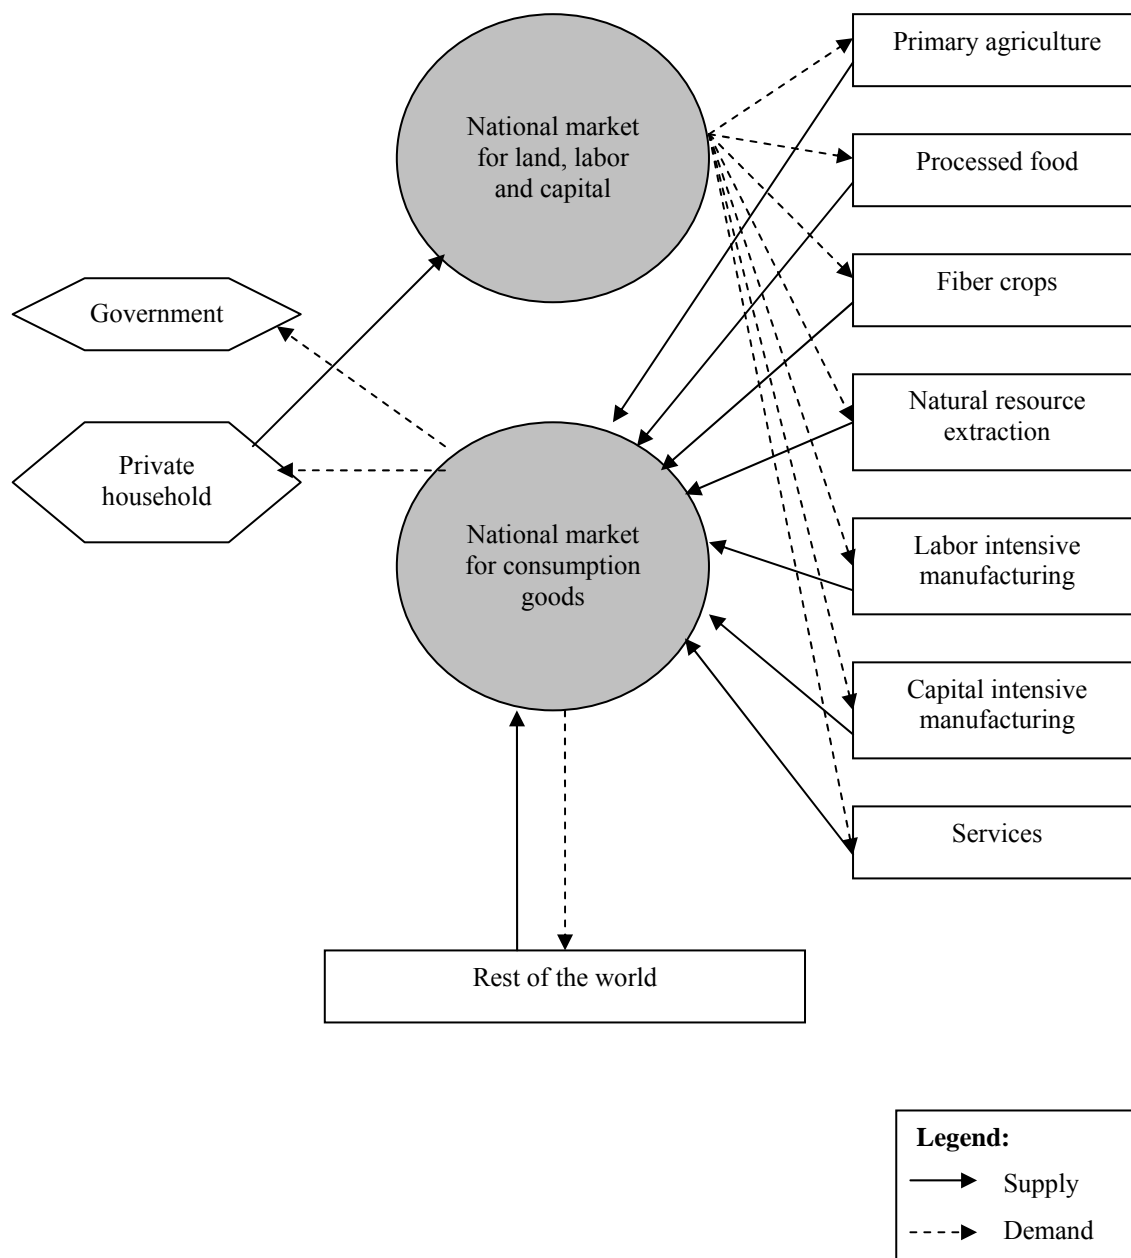 Primary agriculture
National market
for land, labor
and capital
Processed food
Fiber crops
Government
Natural resource
extraction
Private
household
National market
for consumption
goods
Labor intensive
manufacturing
Capital intensive
manufacturing
Services
Rest of the world
Legend:
Supply
Demand